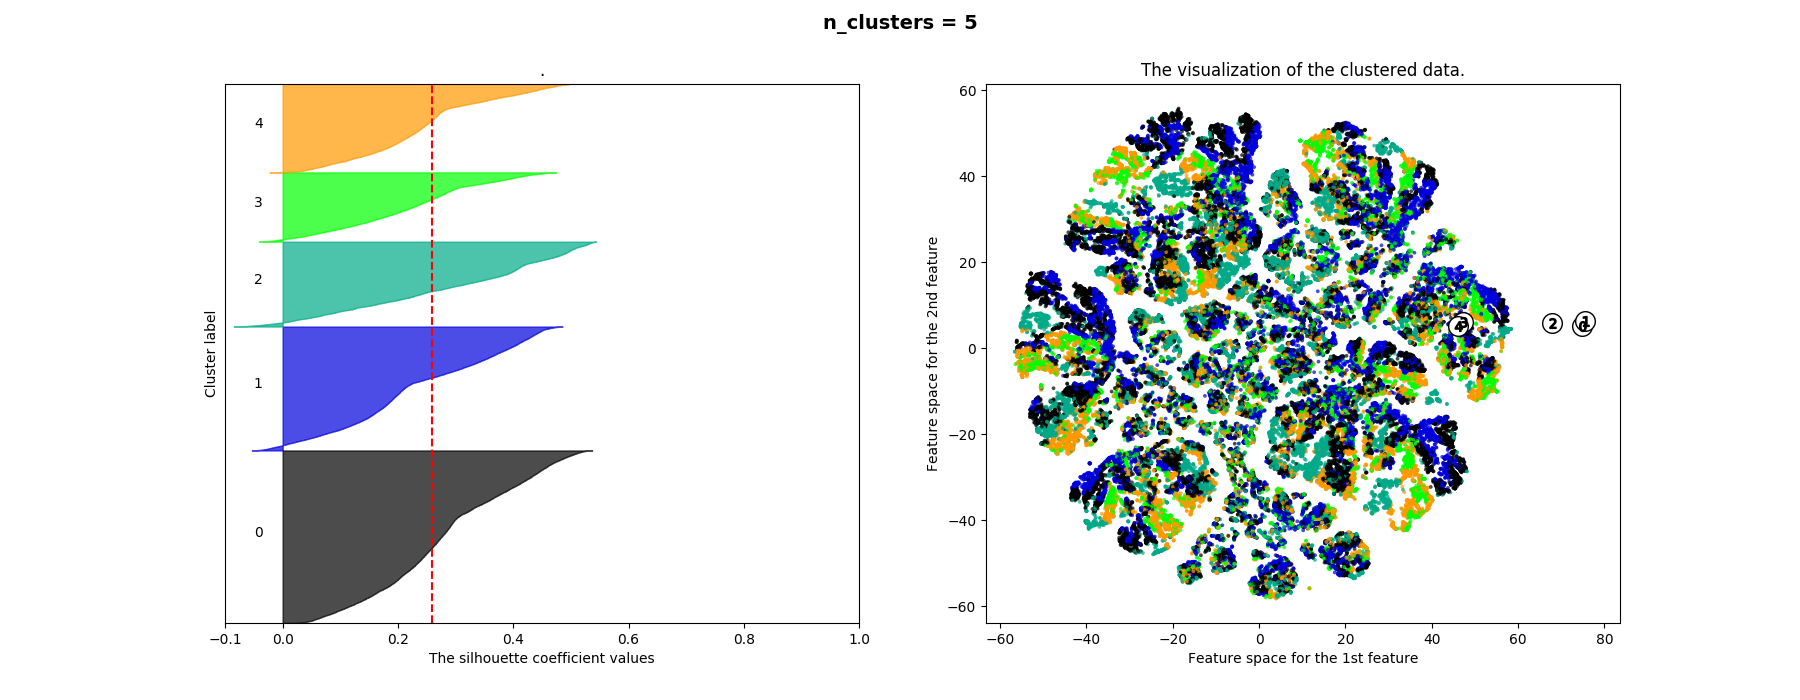 n_clusters = 5
.
Cluster label
4
3
2
1
0
−0.1 0.0 0.2 0.4 0.6 0.8 1.0
The silhouette coefficient values
The visualization of the clustered data.
Feature space for the 2nd feature
60
40
20
0
−20
−40
−60
4 3 2 0 1
−60 −40 −20 0 20 40 60 80
Feature space for the 1st feature